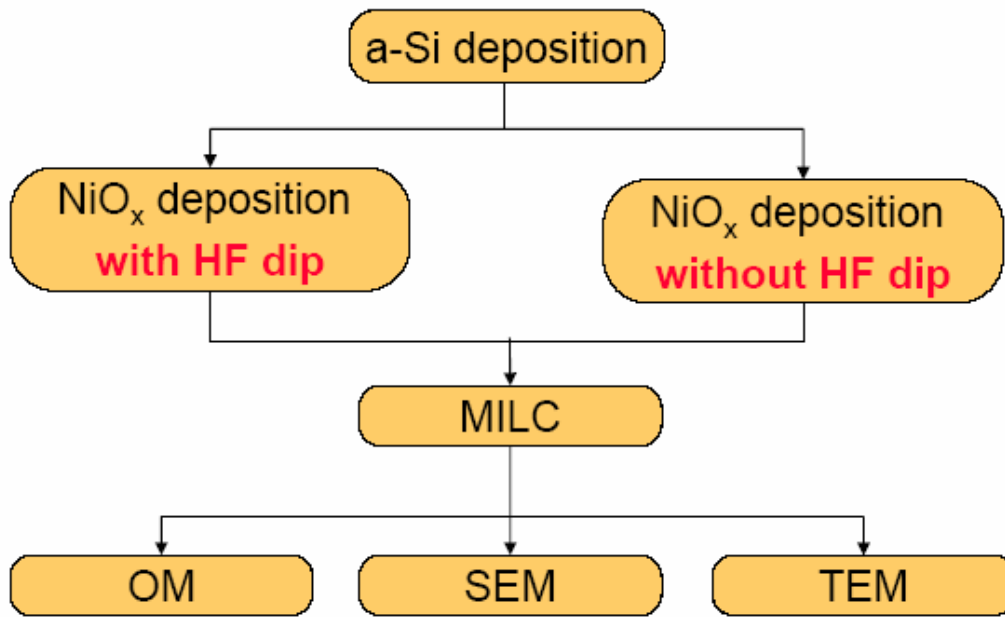 a-Si deposition
NiOₓ deposition
with HF dip
NiOₓ deposition
without HF dip
MILC
OM
SEM
TEM